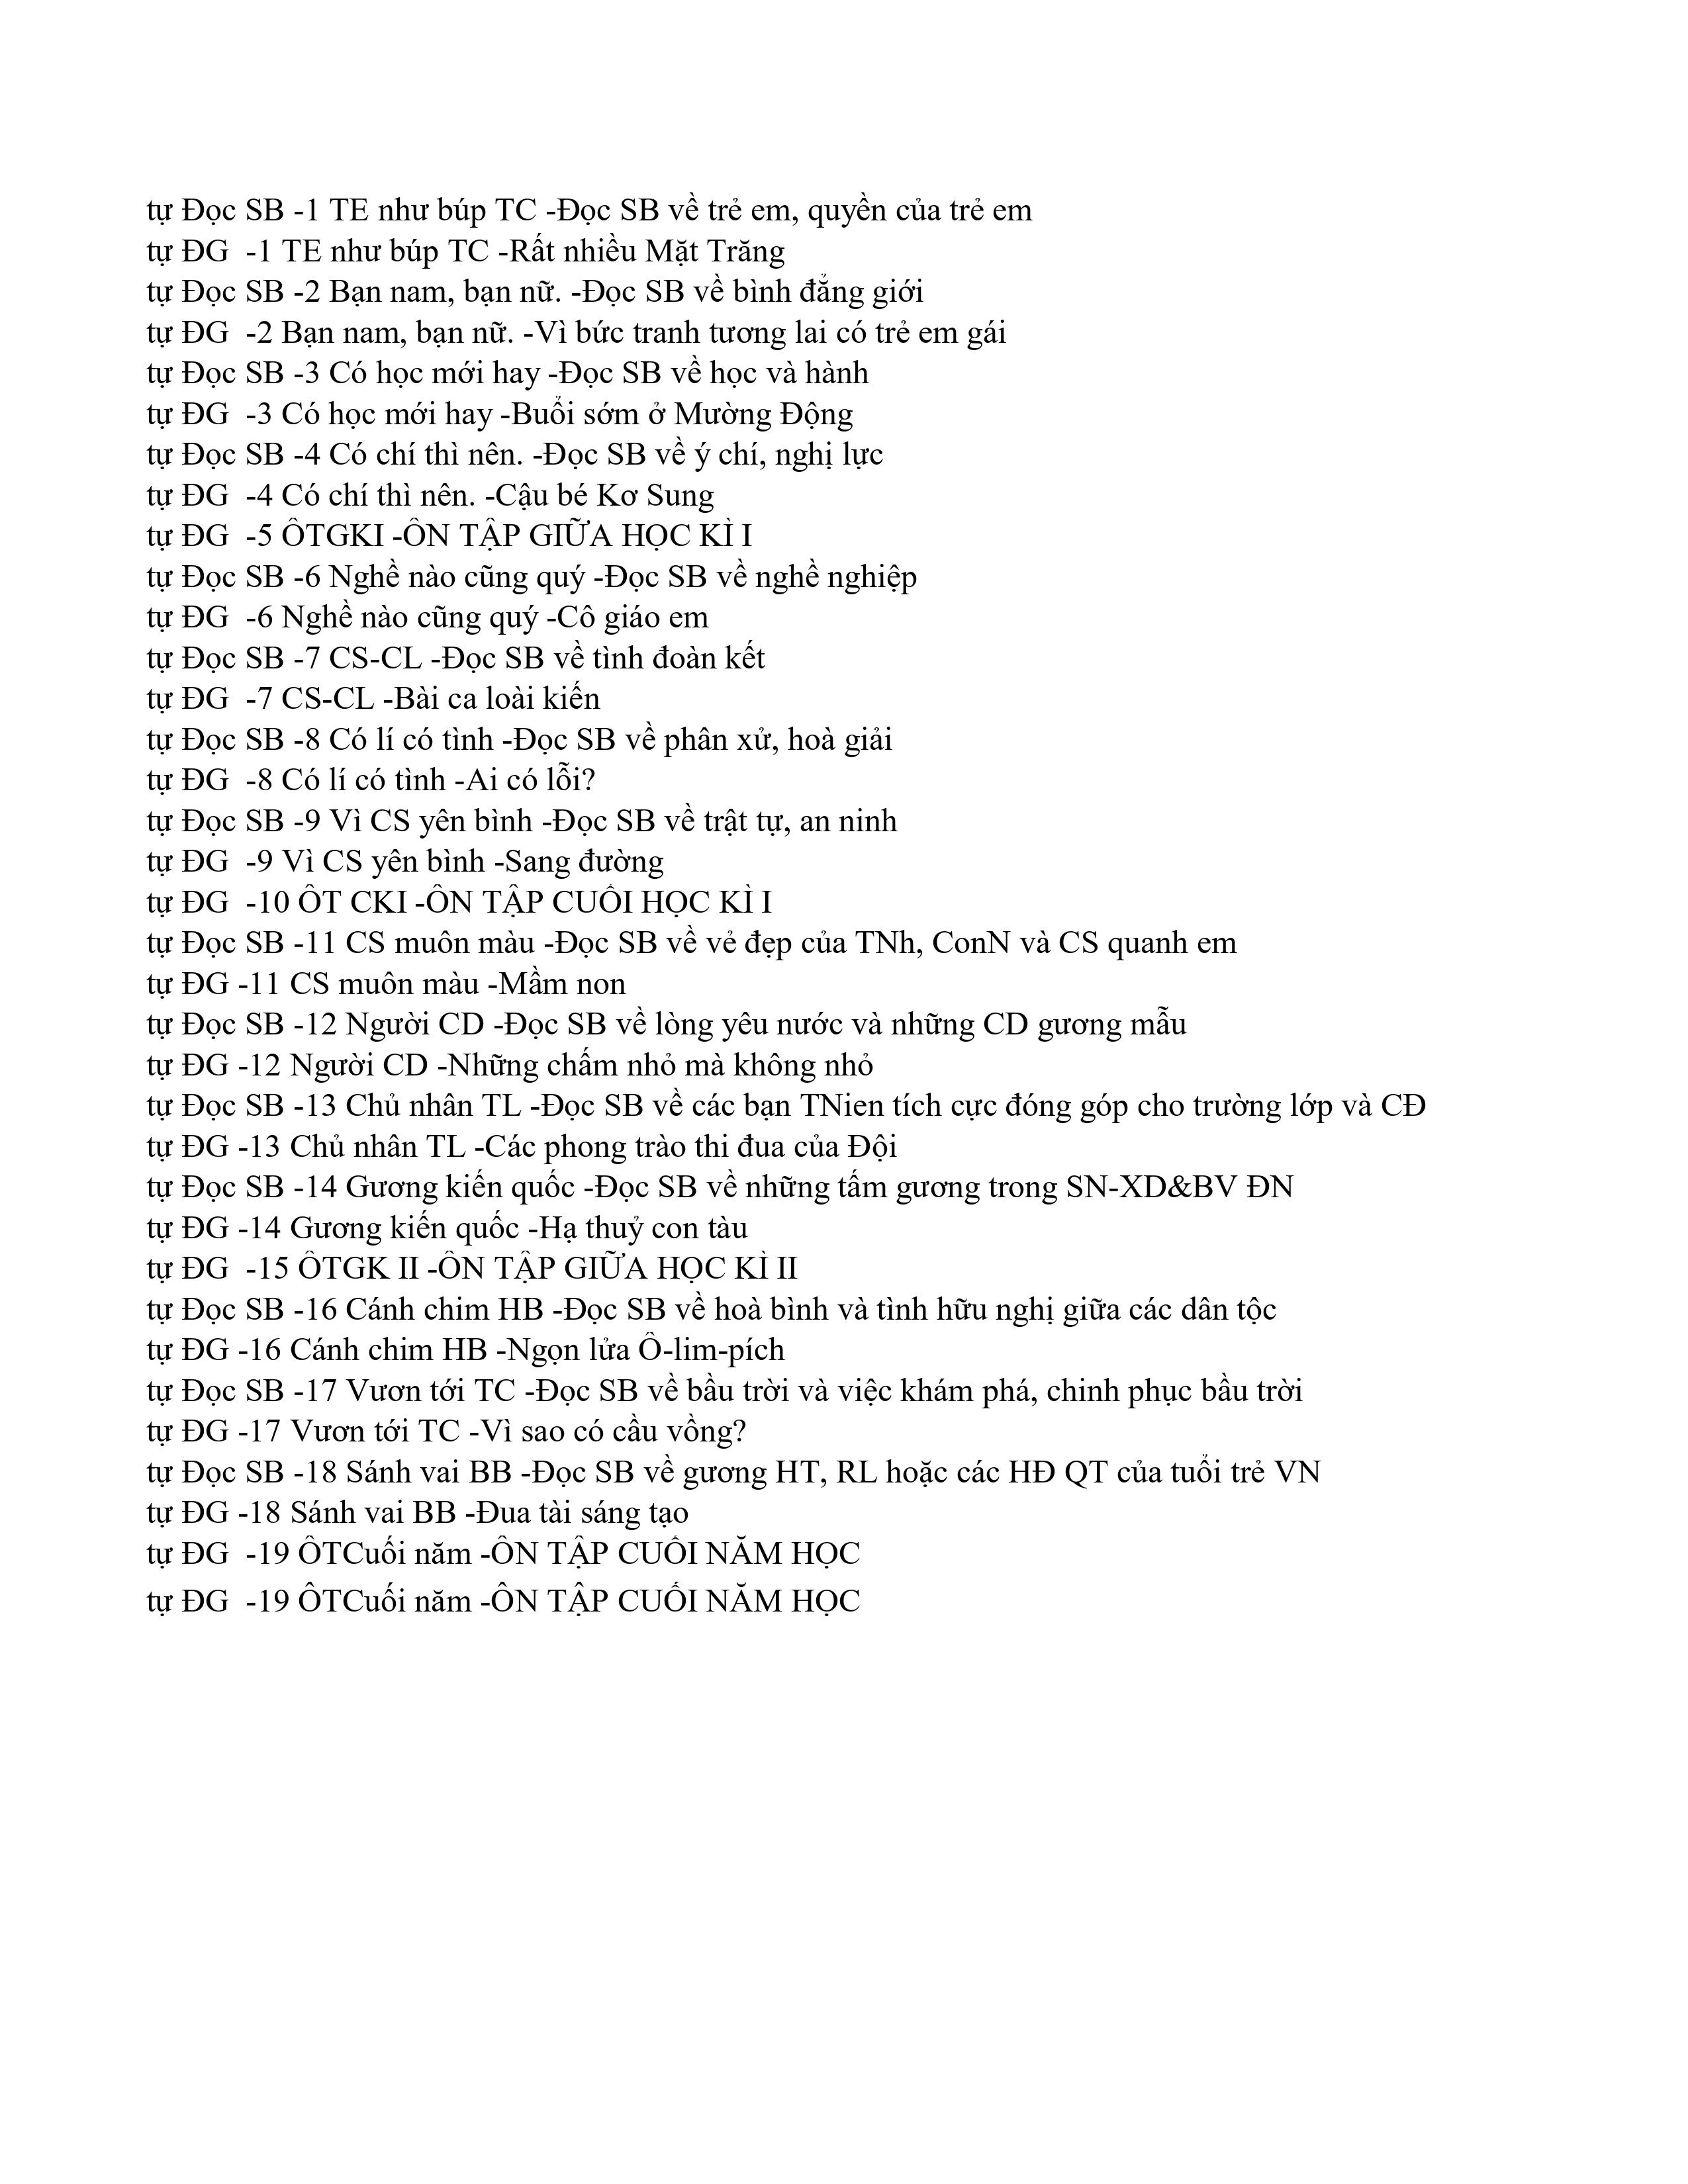 tự Đọc SB -1 TE như búp TC -Đọc SB về trẻ em, quyền của trẻ em
tự ĐG  -1 TE như búp TC -Rất nhiều Mặt Trăng
tự Đọc SB -2 Bạn nam, bạn nữ. -Đọc SB về bình đẳng giới
tự ĐG  -2 Bạn nam, bạn nữ. -Vì bức tranh tương lai có trẻ em gái
tự Đọc SB -3 Có học mới hay -Đọc SB về học và hành
tự ĐG  -3 Có học mới hay -Buổi sớm ở Mường Động
tự Đọc SB -4 Có chí thì nên. -Đọc SB về ý chí, nghị lực
tự ĐG  -4 Có chí thì nên. -Cậu bé Kơ Sung
tự ĐG  -5 ÔTGKI -ÔN TẬP GIỮA HỌC KÌ I
tự Đọc SB -6 Nghề nào cũng quý -Đọc SB về nghề nghiệp
tự ĐG  -6 Nghề nào cũng quý -Cô giáo em
tự Đọc SB -7 CS-CL -Đọc SB về tình đoàn kết
tự ĐG  -7 CS-CL -Bài ca loài kiến
tự Đọc SB -8 Có lí có tình -Đọc SB về phân xử, hoà giải
tự ĐG  -8 Có lí có tình -Ai có lỗi?
tự Đọc SB -9 Vì CS yên bình -Đọc SB về trật tự, an ninh
tự ĐG  -9 Vì CS yên bình -Sang đường
tự ĐG  -10 ÔT CKI -ÔN TẬP CUỐI HỌC KÌ I
tự Đọc SB -11 CS muôn màu -Đọc SB về vẻ đẹp của TNh, ConN và CS quanh em
tự ĐG -11 CS muôn màu -Mầm non
tự Đọc SB -12 Người CD -Đọc SB về lòng yêu nước và những CD gương mẫu
tự ĐG -12 Người CD -Những chấm nhỏ mà không nhỏ
tự Đọc SB -13 Chủ nhân TL -Đọc SB về các bạn TNien tích cực đóng góp cho trường lớp và CĐ
tự ĐG -13 Chủ nhân TL -Các phong trào thi đua của Đội
tự Đọc SB -14 Gương kiến quốc -Đọc SB về những tấm gương trong SN-XD&BV ĐN
tự ĐG -14 Gương kiến quốc -Hạ thuỷ con tàu
tự ĐG  -15 ÔTGK II -ÔN TẬP GIỮA HỌC KÌ II
tự Đọc SB -16 Cánh chim HB -Đọc SB về hoà bình và tình hữu nghị giữa các dân tộc
tự ĐG -16 Cánh chim HB -Ngọn lửa Ô-lim-pích
tự Đọc SB -17 Vươn tới TC -Đọc SB về bầu trời và việc khám phá, chinh phục bầu trời
tự ĐG -17 Vươn tới TC -Vì sao có cầu vồng?
tự Đọc SB -18 Sánh vai BB -Đọc SB về gương HT, RL hoặc các HĐ QT của tuổi trẻ VN
tự ĐG -18 Sánh vai BB -Đua tài sáng tạo
tự ĐG  -19 ÔTCuối năm -ÔN TẬP CUỐI NĂM HỌC
tự ĐG  -19 ÔTCuối năm -ÔN TẬP CUỐI NĂM HỌC